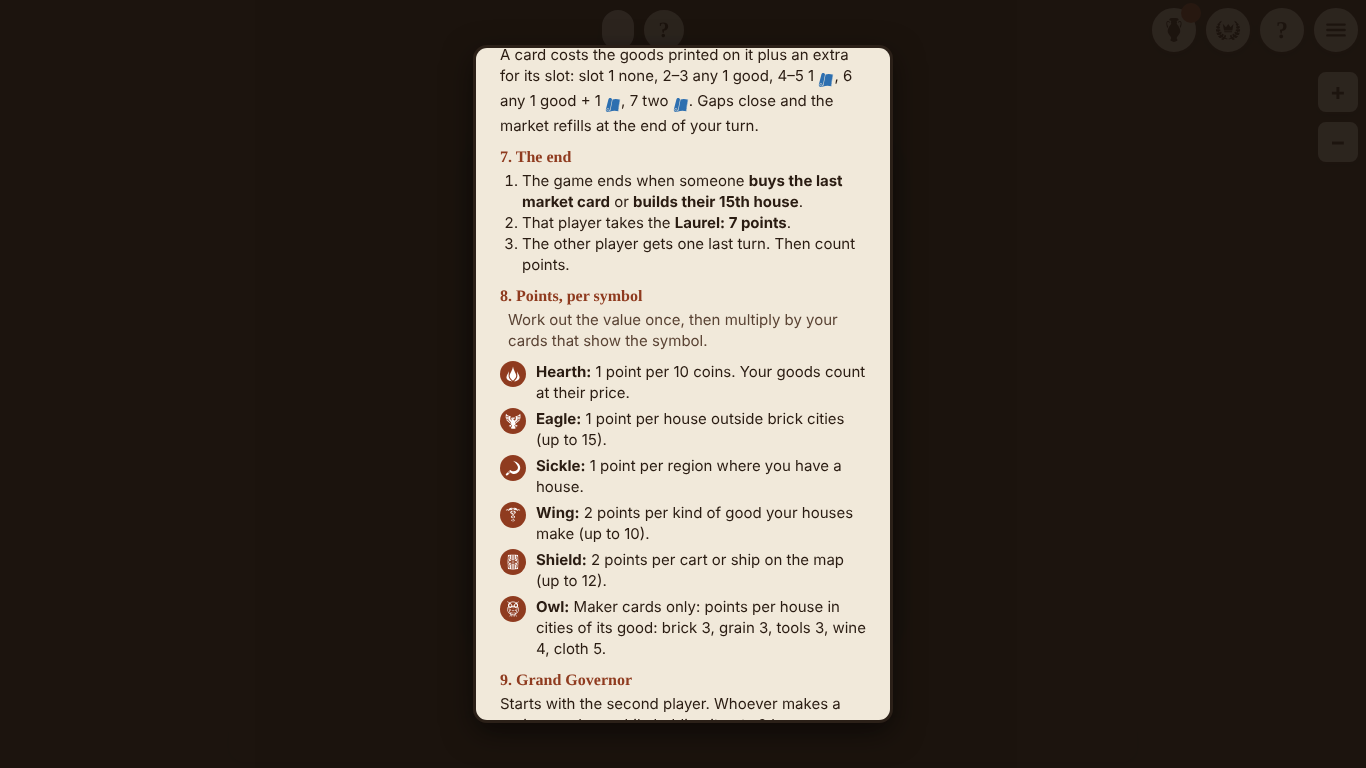 ?
?
+
−
A card costs the goods printed on it plus an extra
for its slot: slot 1 none, 2–3 any 1 good, 4–5 1 , 6
any 1 good + 1 , 7 two . Gaps close and the
market refills at the end of your turn.
7. The end
1. The game ends when someone buys the last
market card or builds their 15th house.
2. That player takes the Laurel: 7 points.
3. The other player gets one last turn. Then count
points.
8. Points, per symbol
Work out the value once, then multiply by your
cards that show the symbol.
Hearth: 1 point per 10 coins. Your goods count
at their price.
Eagle: 1 point per house outside brick cities
(up to 15).
Sickle: 1 point per region where you have a
house.
Wing: 2 points per kind of good your houses
make (up to 10).
Shield: 2 points per cart or ship on the map
(up to 12).
Owl: Maker cards only: points per house in
cities of its good: brick 3, grain 3, tools 3, wine
4, cloth 5.
9. Grand Governor
Starts with the second player. Whoever makes a